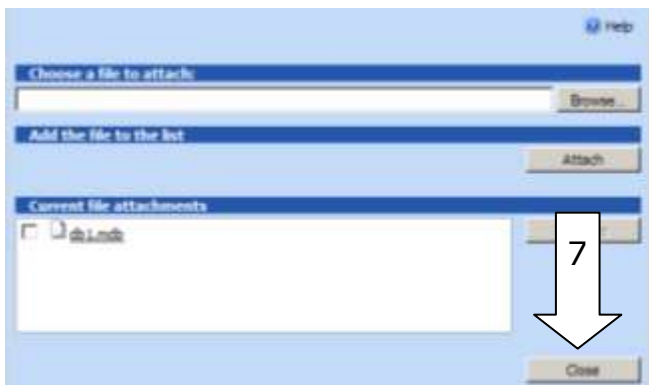 Help
Choose a file to attach:
Browse...
Add the file to the list
Attach
Current file attachments
db1.mdb
7
Close